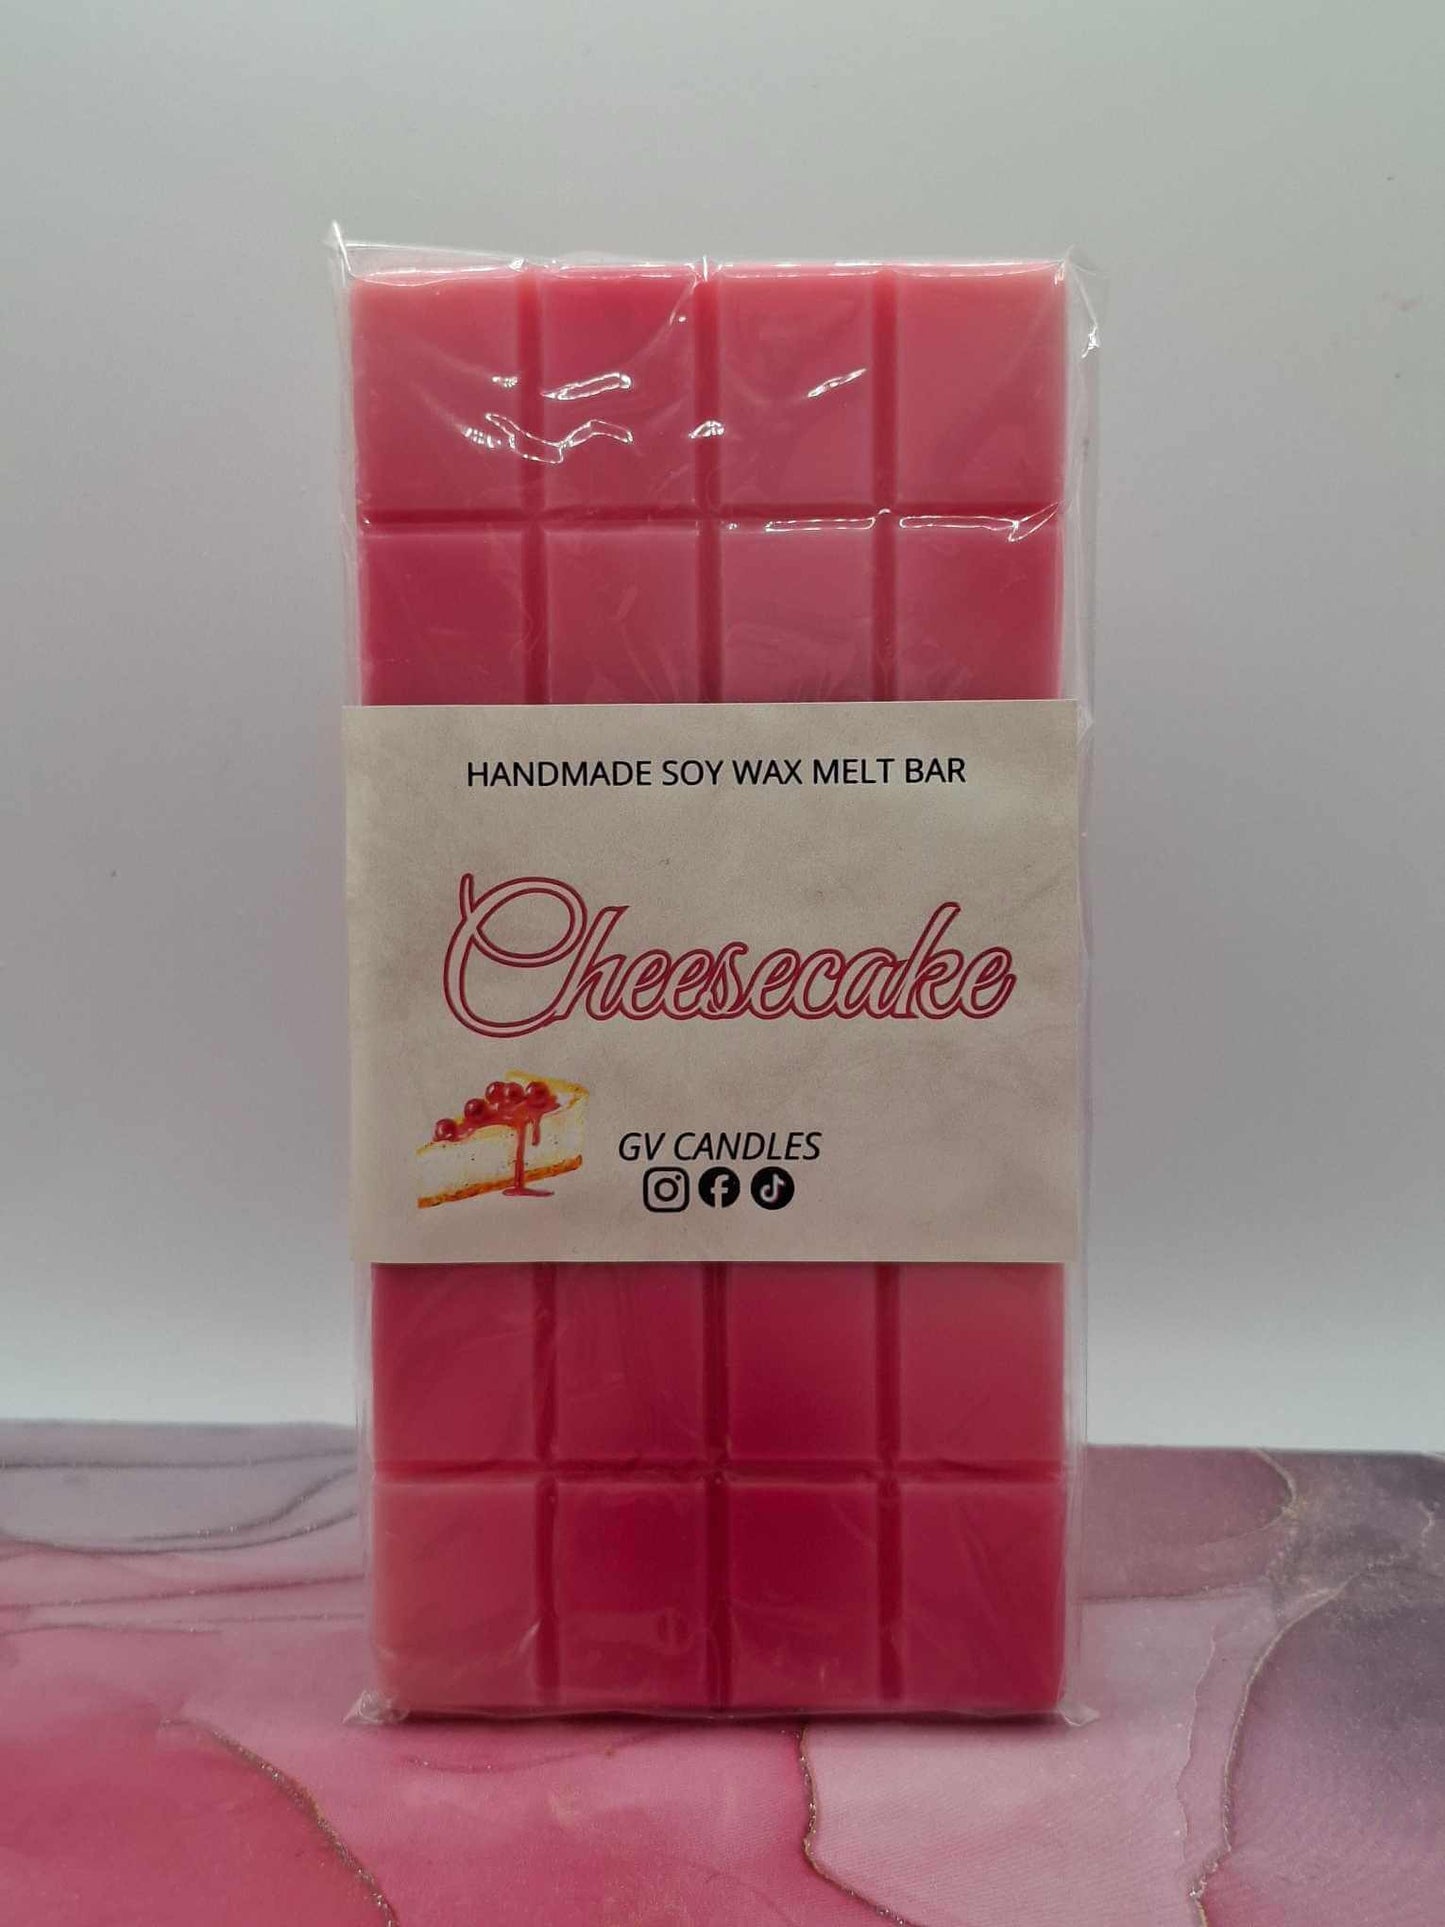 HANDMADE SOY WAX MELT BAR
Cheesecake
GV CANDLES